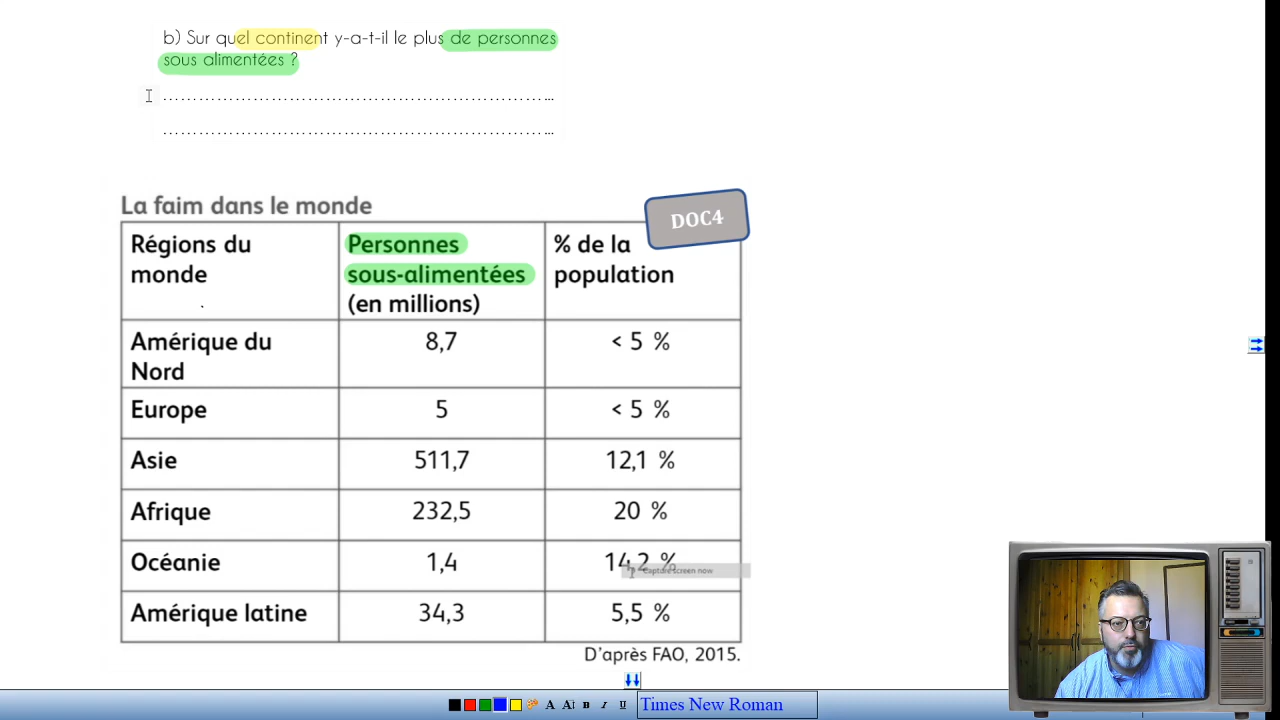 b) Sur quel continent y-a-t-il le plus de personnes
sous alimentées ?
……………………………………………………...
……………………………………………………...
La faim dans le monde
DOC4
Régions du monde
Personnes sous-alimentées (en millions)
% de la population
Amérique du Nord
8,7
< 5 %
Europe
5
< 5 %
Asie
511,7
12,1 %
Afrique
232,5
20 %
Océanie
1,4
14,2 %
Capture screen now
Amérique latine
34,3
5,5 %
D'après FAO, 2015.
A A B I U
Times New Roman